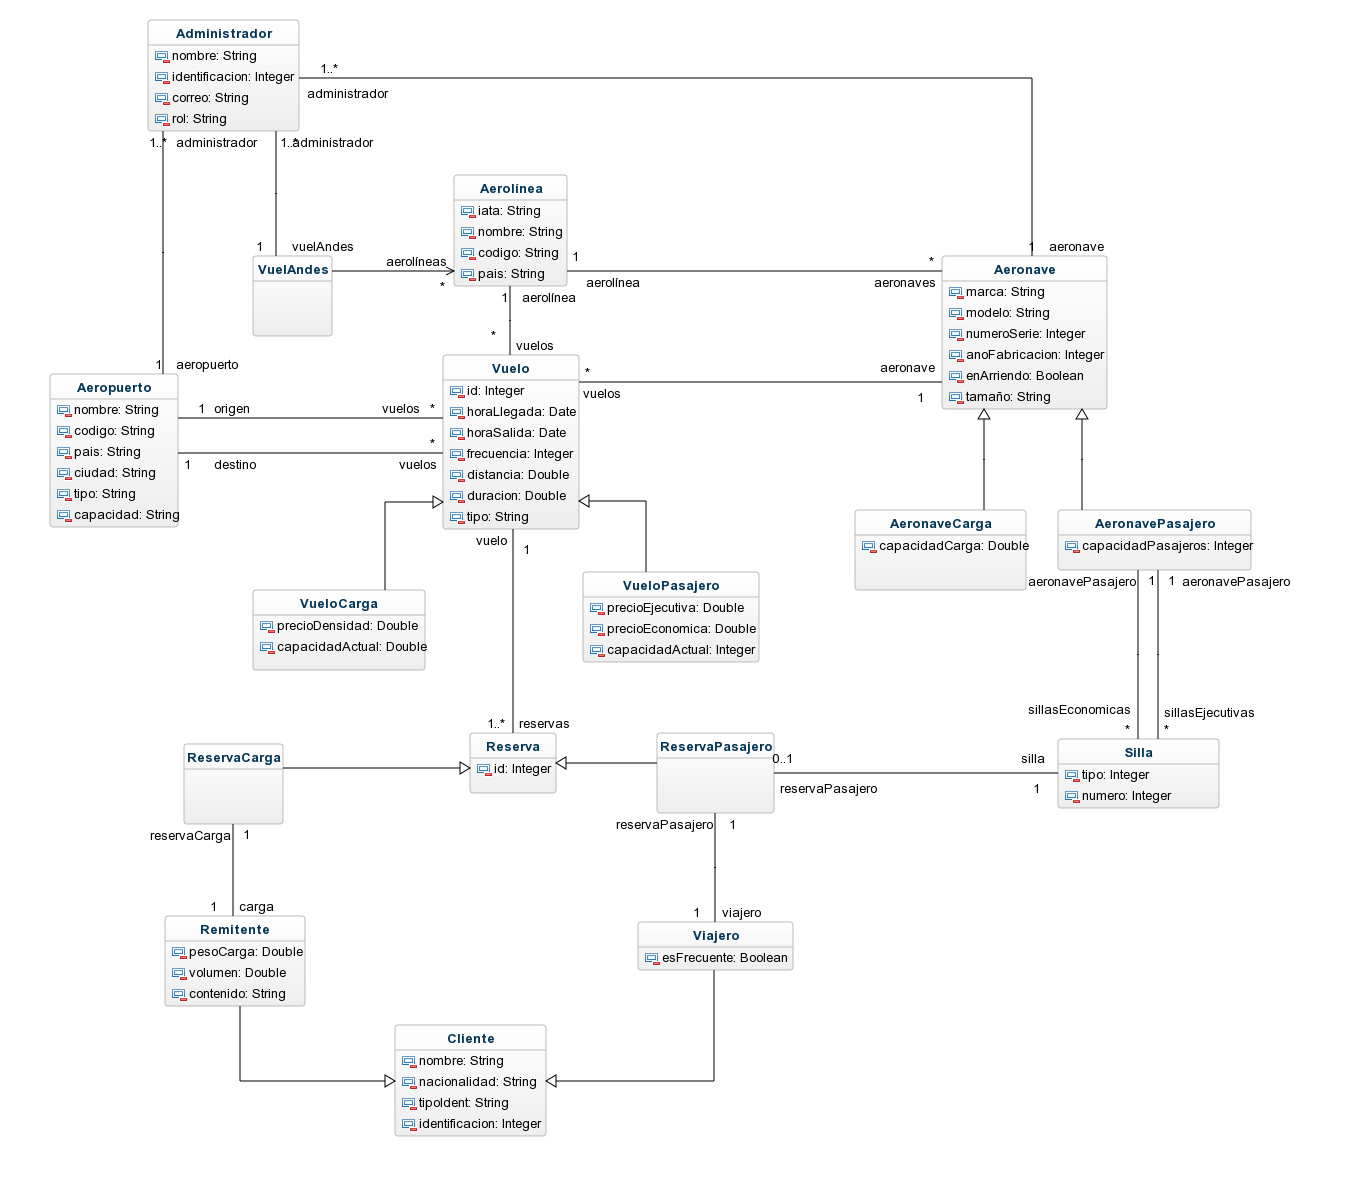 Administrador
nombre: String
identificacion: Integer
correo: String
rol: String
1..*
administrador
1..* administrador
1..* administrador
Aerolínea
iata: String
nombre: String
codigo: String
pais: String
1 vuelAndes
VuelAndes
aerolíneas
*
1
aerolínea
*
aeronaves
1 aeronave
Aeronave
marca: String
modelo: String
numeroSerie: Integer
anoFabricacion: Integer
enArriendo: Boolean
tamaño: String
1 aerolínea
*
vuelos
1 aeropuerto
Aeropuerto
nombre: String
codigo: String
pais: String
ciudad: String
tipo: String
capacidad: String
1 origen
vuelos *
1 destino
*
vuelos
Vuelo
id: Integer
horaLlegada: Date
horaSalida: Date
frecuencia: Integer
distancia: Double
duracion: Double
tipo: String
*
vuelos
aeronave
1
vuelo 1
AeronaveCarga
capacidadCarga: Double
AeronavePasajero
capacidadPasajeros: Integer
aeronavePasajero 1
1 aeronavePasajero
VueloCarga
precioDensidad: Double
capacidadActual: Double
VueloPasajero
precioEjecutiva: Double
precioEconomica: Double
capacidadActual: Integer
sillasEconomicas
*
sillasEjecutivas
*
1..* reservas
ReservaCarga
Reserva
id: Integer
ReservaPasajero
0..1
reservaPasajero
silla
1
Silla
tipo: Integer
numero: Integer
reservaCarga 1
reservaPasajero 1
1 carga
1 viajero
Remitente
pesoCarga: Double
volumen: Double
contenido: String
Viajero
esFrecuente: Boolean
Cliente
nombre: String
nacionalidad: String
tipoIdent: String
identificacion: Integer